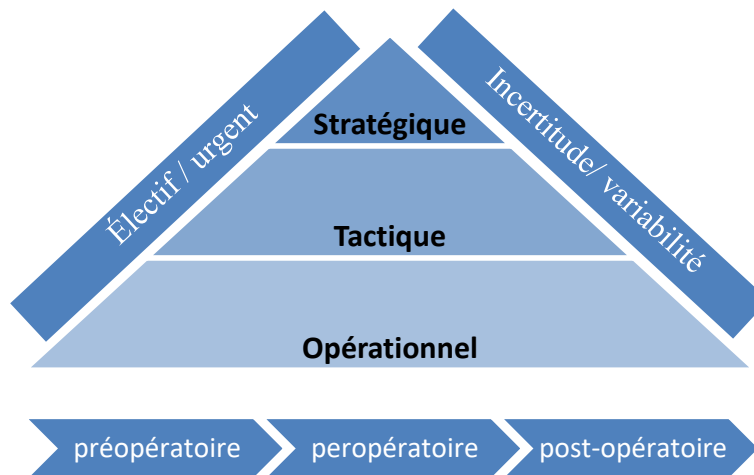 Électif / urgent
Incertitude/ variabilité
Stratégique
Tactique
Opérationnel
préopératoire
peropératoire
post-opératoire